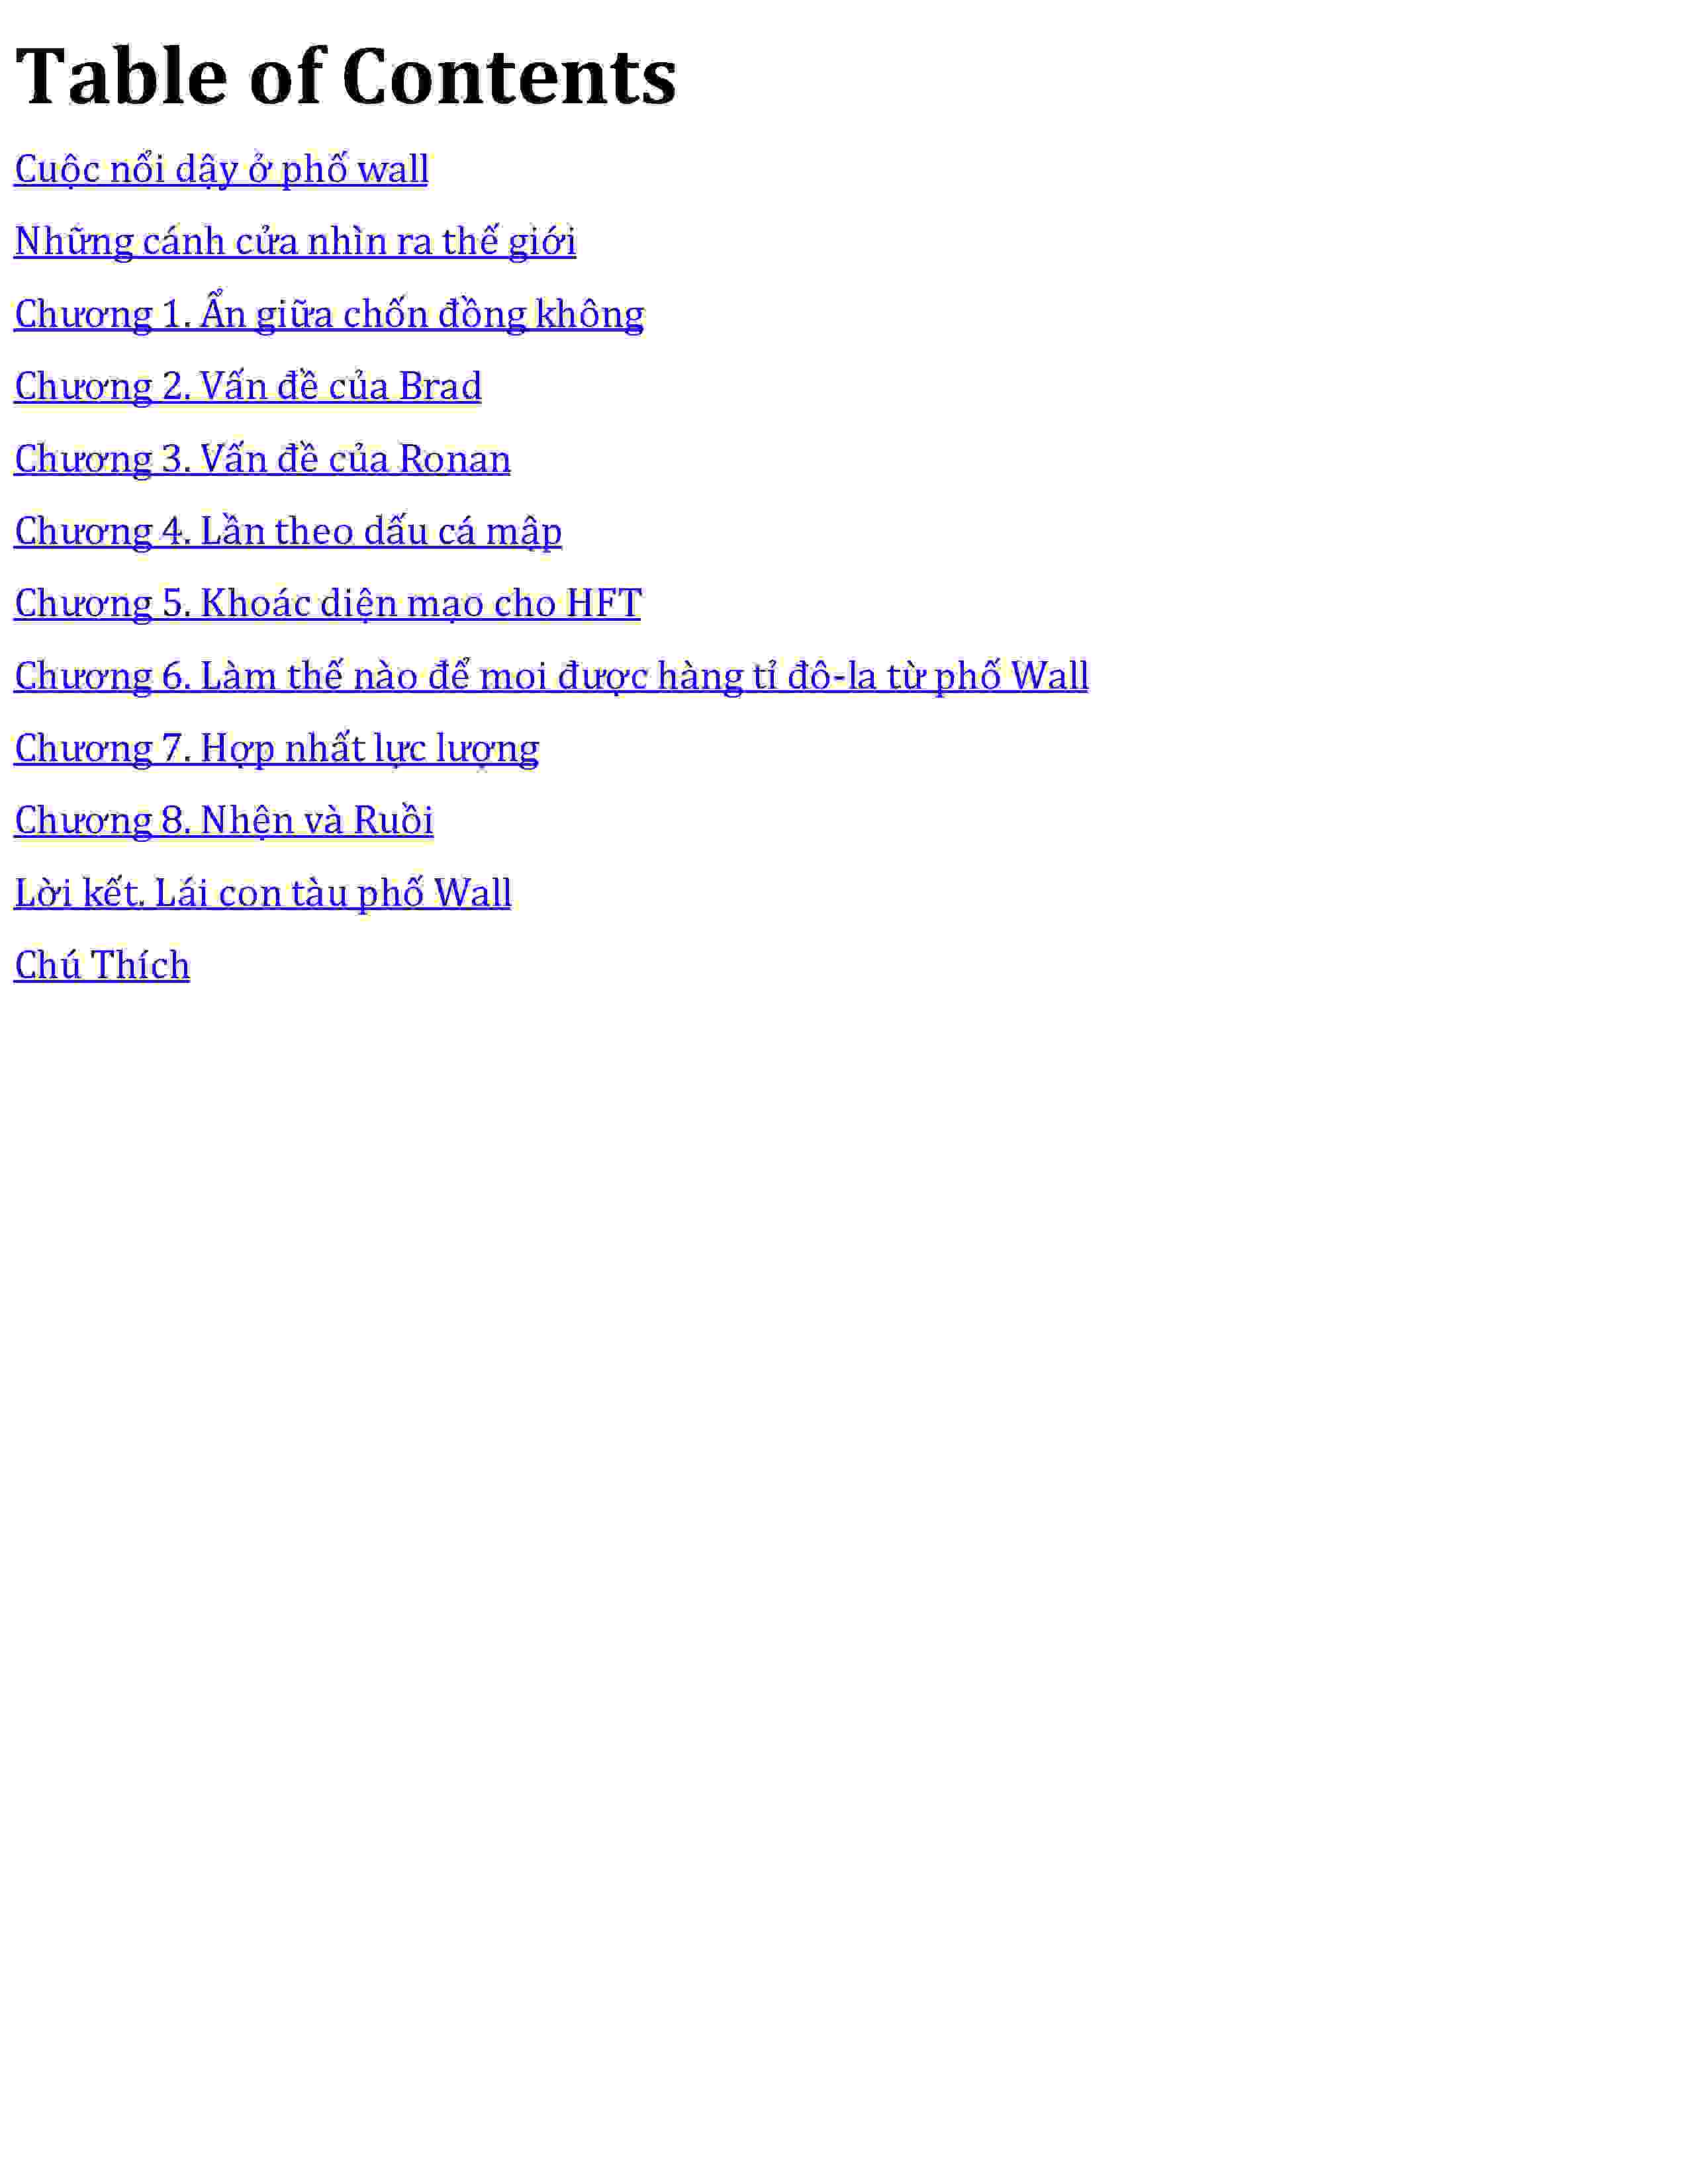 Table of Contents
Cuộc nổi dậy ở phố wall
Những cánh cửa nhìn ra thế giới
Chương 1. Ẩn giữa chốn đồng không
Chương 2. Vấn đề của Brad
Chương 3. Vấn đề của Ronan
Chương 4. Lần theo dấu cá mập
Chương 5. Khoác diện mạo cho HFT
Chương 6. Làm thế nào để moi được hàng tỉ đô-la từ phố Wall
Chương 7. Hợp nhất lực lượng
Chương 8. Nhện và Ruồi
Lời kết. Lái con tàu phố Wall
Chú Thích